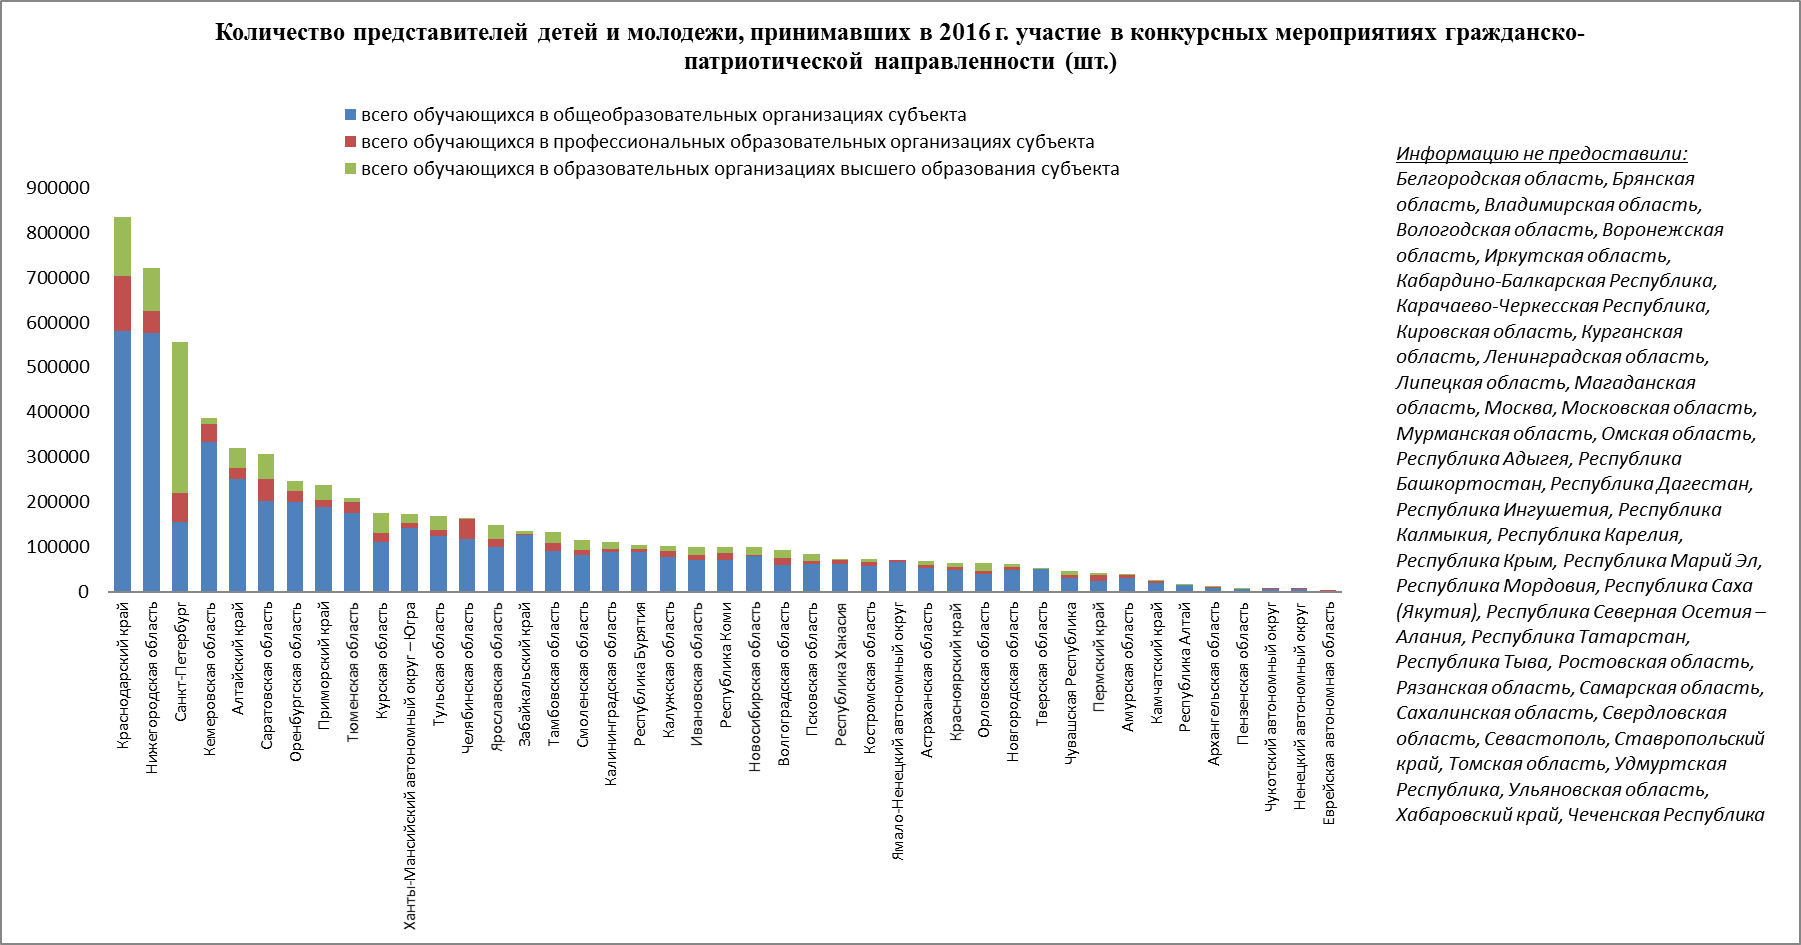 Количество представителей детей и молодежи, принимавших в 2016 г. участие в конкурсных мероприятиях гражданско-
патриотической направленности (шт.)
всего обучающихся в общеобразовательных организациях субъекта
всего обучающихся в профессиональных образовательных организациях субъекта
всего обучающихся в образовательных организациях высшего образования субъекта
900000
800000
700000
600000
500000
400000
300000
200000
100000
0
Краснодарский край
Нижегородская область
Санкт-Петербург
Кемеровская область
Алтайский край
Саратовская область
Оренбургская область
Приморский край
Тюменская область
Курская область
Ханты-Мансийский автономный округ – Югра
Тульская область
Челябинская область
Ярославская область
Забайкальский край
Тамбовская область
Смоленская область
Калининградская область
Республика Бурятия
Калужская область
Ивановская область
Республика Коми
Новосибирская область
Волгоградская область
Псковская область
Республика Хакасия
Костромская область
Ямало-Ненецкий автономный округ
Астраханская область
Красноярский край
Орловская область
Новгородская область
Тверская область
Чувашская Республика
Пермский край
Амурская область
Камчатский край
Республика Алтай
Архангельская область
Пензенская область
Чукотский автономный округ
Ненецкий автономный округ
Еврейская автономная область
Информацию не предоставили:
Белгородская область, Брянская
область, Владимирская область,
Вологодская область, Воронежская
область, Иркутская область,
Кабардино-Балкарская Республика,
Карачаево-Черкесская Республика,
Кировская область, Курганская
область, Ленинградская область,
Липецкая область, Магаданская
область, Москва, Московская область,
Мурманская область, Омская область,
Республика Адыгея, Республика
Башкортостан, Республика Дагестан,
Республика Ингушетия, Республика
Калмыкия, Республика Карелия,
Республика Крым, Республика Марий Эл,
Республика Мордовия, Республика Саха
(Якутия), Республика Северная Осетия –
Алания, Республика Татарстан,
Республика Тыва, Ростовская область,
Рязанская область, Самарская область,
Сахалинская область, Свердловская
область, Севастополь, Ставропольский
край, Томская область, Удмуртская
Республика, Ульяновская область,
Хабаровский край, Чеченская Республика